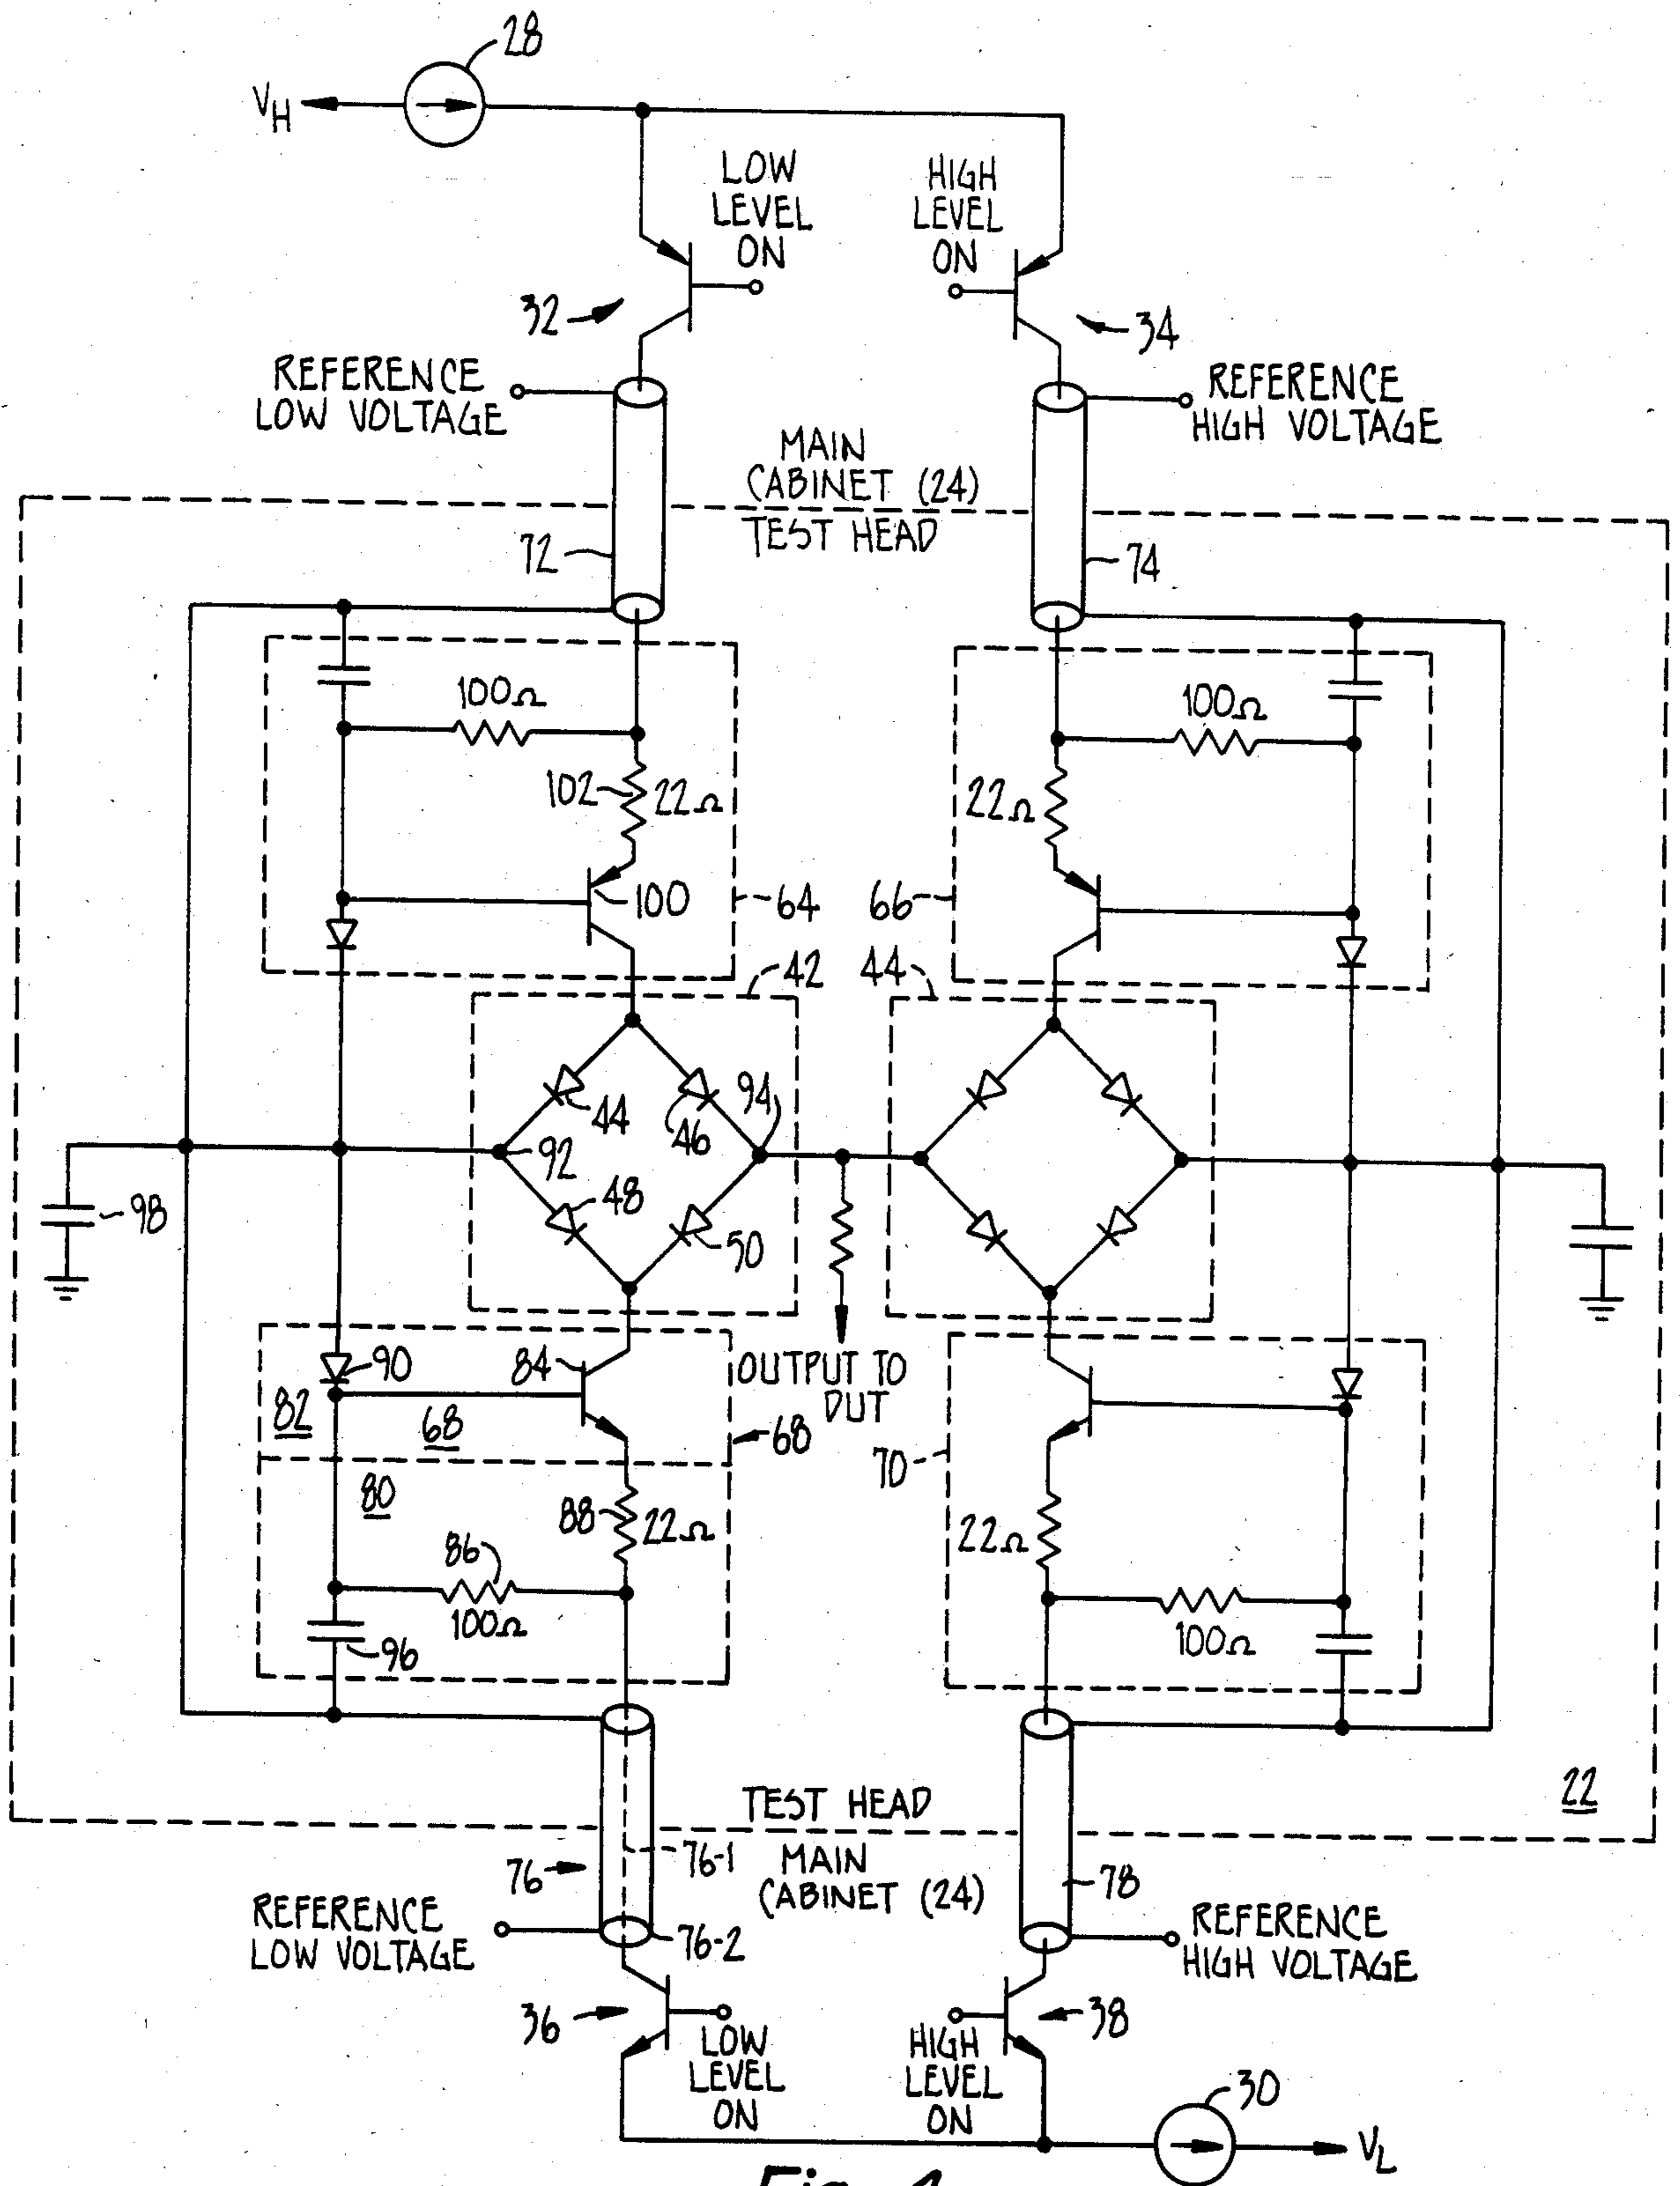 28
VH
LOW
LEVEL
ON
HIGH
LEVEL
ON
32
34
REFERENCE
LOW VOLTAGE
REFERENCE
HIGH VOLTAGE
MAIN
CABINET (24)
TEST HEAD
72
74
100Ω
100Ω
102
22Ω
22Ω
100
64
66
42
44
44
46
94
92
48
50
98
90
84
OUTPUT TO
DUT
82
68
68
70
80
88
22Ω
22Ω
86
100Ω
100Ω
96
22
TEST HEAD
MAIN
CABINET (24)
76
76-1
78
REFERENCE
LOW VOLTAGE
76-2
REFERENCE
HIGH VOLTAGE
36
38
LOW
LEVEL
ON
HIGH
LEVEL
ON
30
VL